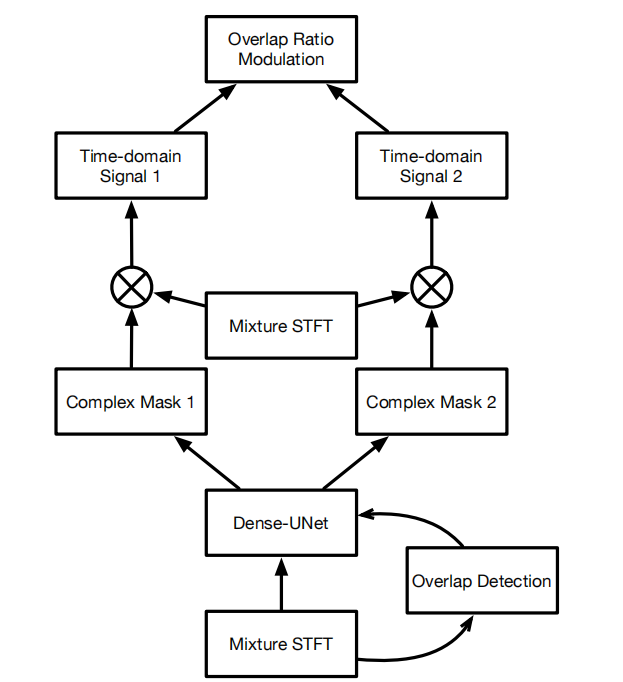 Overlap Ratio
Modulation
Time-domain
Signal 1
Time-domain
Signal 2
Mixture STFT
Complex Mask 1
Complex Mask 2
Dense-UNet
Overlap Detection
Mixture STFT